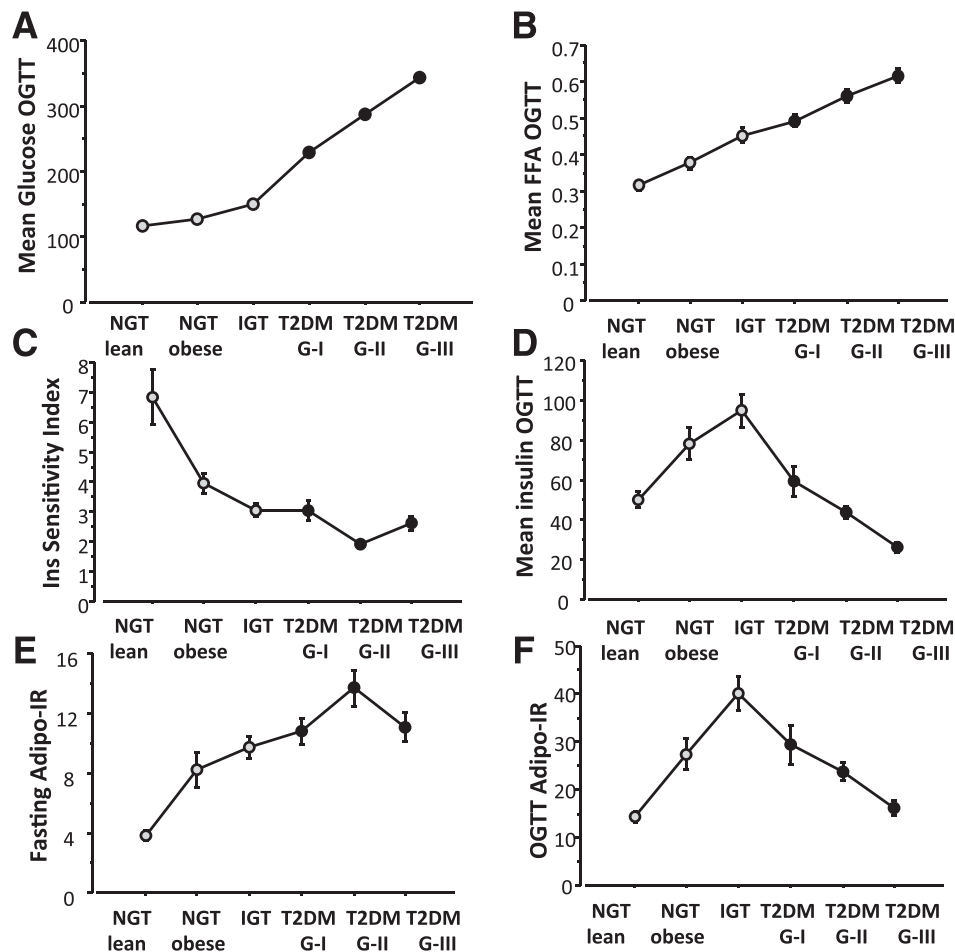 A
Mean Glucose OGTT
400
300
200
100
0
NGT NGT IGT T2DM T2DM T2DM
lean obese G-I G-II G-III
B
Mean FFA OGTT
0.7
0.6
0.5
0.4
0.3
0.2
0.1
0
NGT NGT IGT T2DM T2DM T2DM
lean obese G-I G-II G-III
C
Ins Sensitivity Index
8
7
6
5
4
3
2
1
0
NGT NGT IGT T2DM T2DM T2DM
lean obese G-I G-II G-III
D
Mean insulin OGTT
120
100
80
60
40
20
0
NGT NGT IGT T2DM T2DM T2DM
lean obese G-I G-II G-III
E
Fasting Adipo-IR
16
12
8
4
0
NGT NGT IGT T2DM T2DM T2DM
lean obese G-I G-II G-III
F
OGTT Adipo-IR
50
40
30
20
10
0
NGT NGT IGT T2DM T2DM T2DM
lean obese G-I G-II G-III